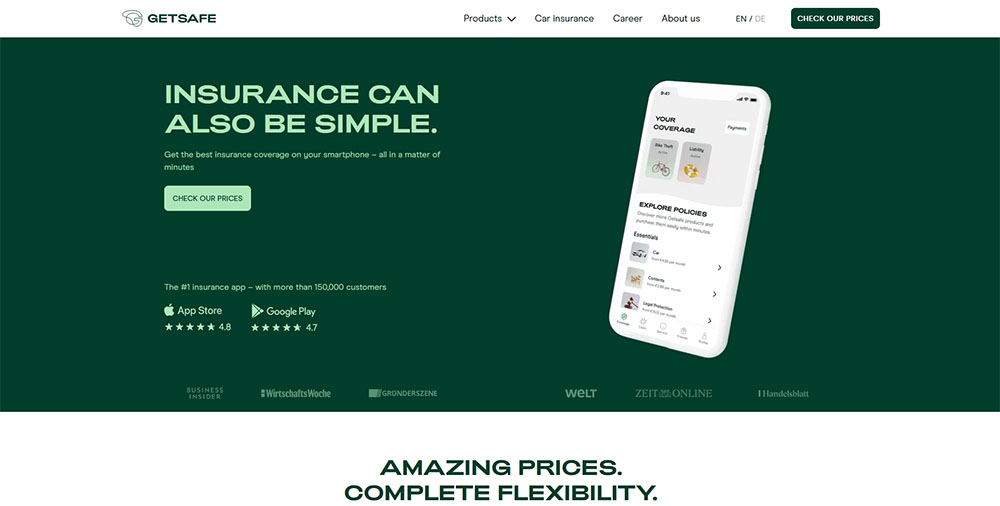 GETSAFE
Products
Car insurance
Career
About us
EN / DE
CHECK OUR PRICES
INSURANCE CAN
ALSO BE SIMPLE.
Get the best insurance coverage on your smartphone – all in a matter of
minutes
CHECK OUR PRICES
The #1 insurance app – with more than 150,000 customers
App Store
Google Play
4.8
4.7
9:41
YOUR
COVERAGE
Payments
Bike Theft
Active
Liability
Active
EXPLORE POLICIES
Discover more Getsafe products and
purchase them easily within minutes.
Essentials
Car
Contents
Legal Protection
Coverage
Profile
BUSINESS
INSIDER
WirtschaftsWoche
GRÜNDERSZENE
WELT
ZEIT ONLINE
Handelsblatt
AMAZING PRICES.
COMPLETE FLEXIBILITY.